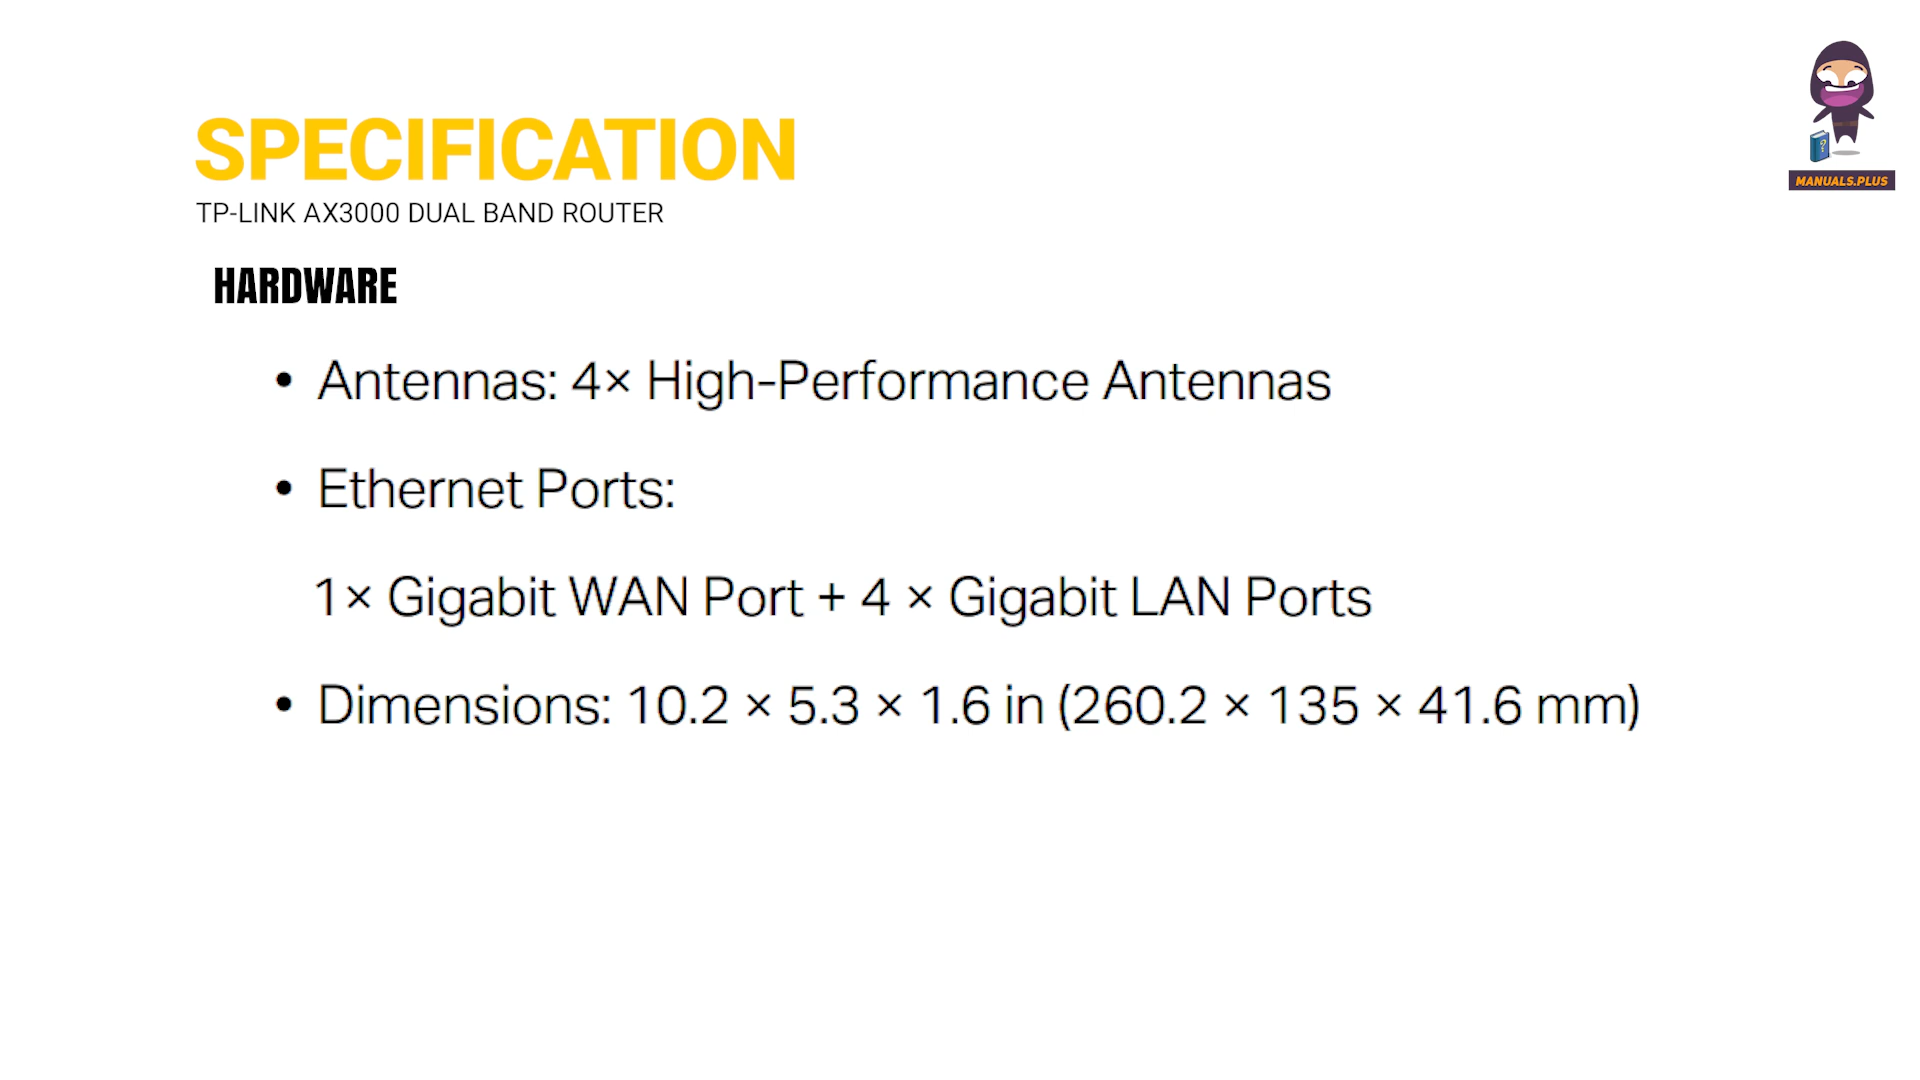 MANUALS.PLUS
SPECIFICATION
TP-LINK AX3000 DUAL BAND ROUTER
HARDWARE
• Antennas: 4× High-Performance Antennas
• Ethernet Ports:
1× Gigabit WAN Port + 4 × Gigabit LAN Ports
• Dimensions: 10.2 × 5.3 × 1.6 in (260.2 × 135 × 41.6 mm)